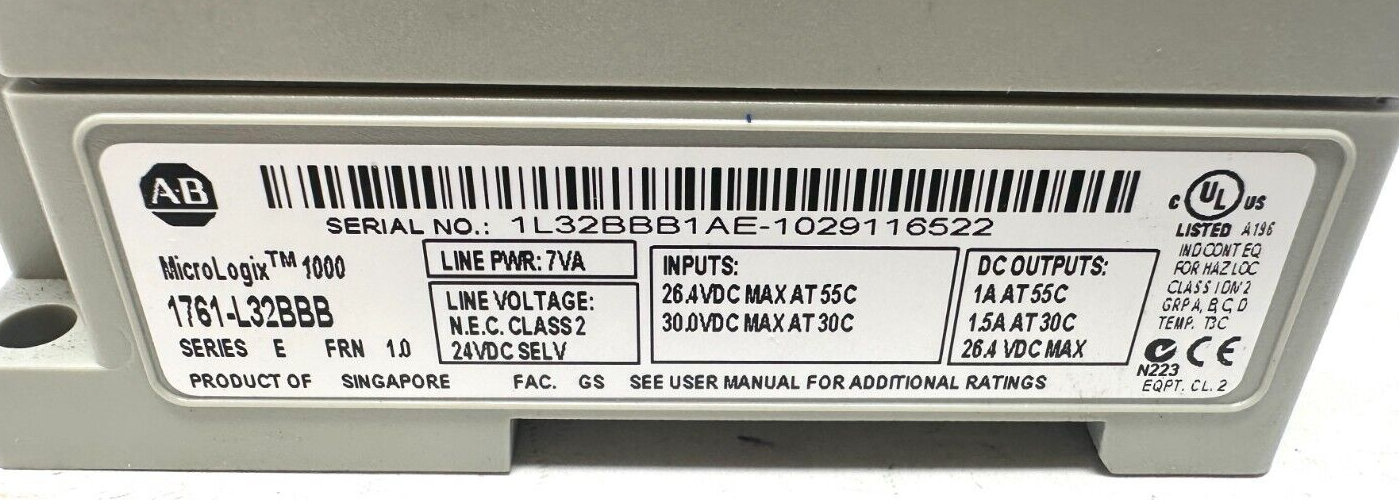 A·B
SERIAL NO.: 1L32BBB1AE-1029116522
MicroLogix™ 1000
1761-L32BBB
SERIES E FRN 1.0
LINE PWR: 7VA
LINE VOLTAGE:
N.E.C. CLASS 2
24VDC SELV
INPUTS:
26.4VDC MAX AT 55C
30.0VDC MAX AT 30C
DC OUTPUTS:
1A AT 55C
1.5A AT 30C
26.4 VDC MAX
C UL US
LISTED A196
IND CONT EQ
FOR HAZ LOC
CLASS I DIV 2
GRP A, B, C, D
TEMP. T3C
CE
N223
EQPT. CL. 2
PRODUCT OF SINGAPORE FAC. GS SEE USER MANUAL FOR ADDITIONAL RATINGS